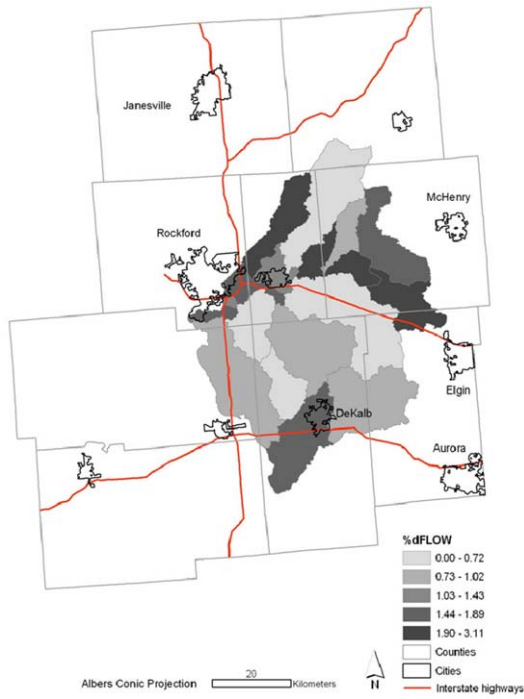 Janesville
McHenry
Rockford
Elgin
DeKalb
Aurora
%dFLOW
0.00 - 0.72
0.73 - 1.02
1.03 - 1.43
1.44 - 1.89
1.90 - 3.11
Counties
Cities
Interstate highways
Albers Conic Projection
20
Kilometers
N